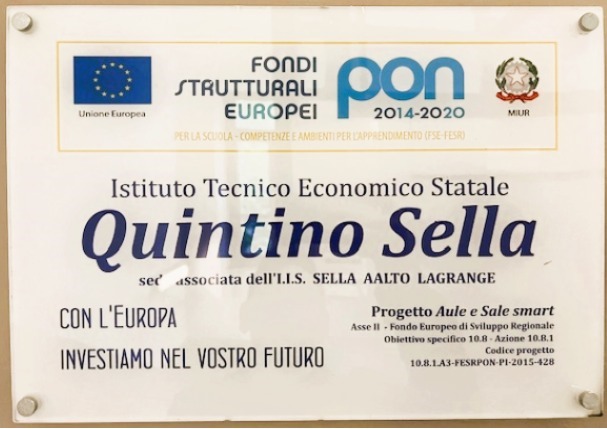 FONDI
STRUTTURALI
EUROPEI
pon
2014-2020
Unione Europea
MIUR
PER LA SCUOLA - COMPETENZE E AMBIENTI PER L'APPRENDIMENTO (FSE-FESR)
Istituto Tecnico Economico Statale
Quintino Sella
associata dell'I.I.S. SELLA AALTO LAGRANGE
CON L'EUROPA
INVESTIAMO NEL VOSTRO FUTURO
Progetto Aule e Sale smart
Asse II - Fondo Europeo di Sviluppo Regionale
Obiettivo specifico 10.8 - Azione 10.8.1
Codice progetto
10.8.1.A3-FESRPON-PI-2015-428